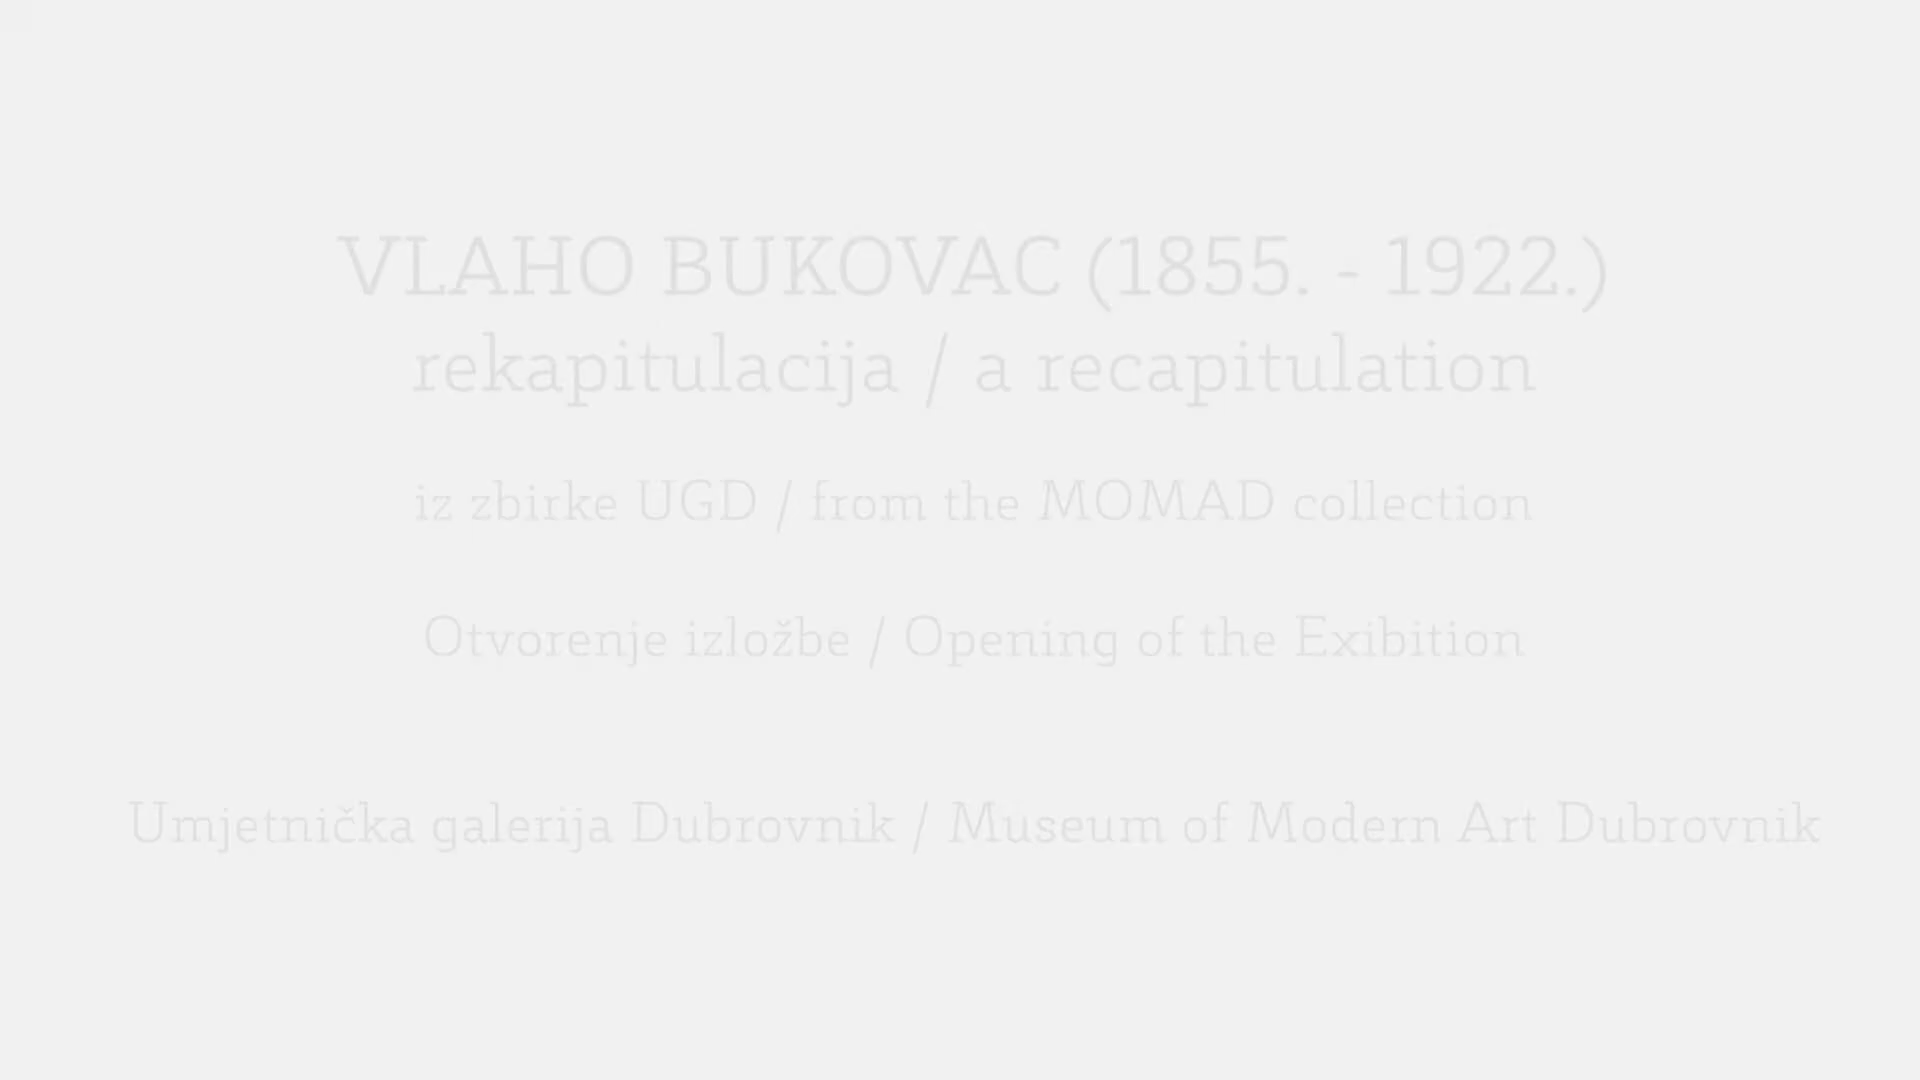 VLAHO BUKOVAC (1855. - 1922.)
rekapitulacija / a recapitulation
iz zbirke UGD / from the MOMAD collection
Otvorenje izložbe / Opening of the Exibition
Umjetnička galerija Dubrovnik / Museum of Modern Art Dubrovnik